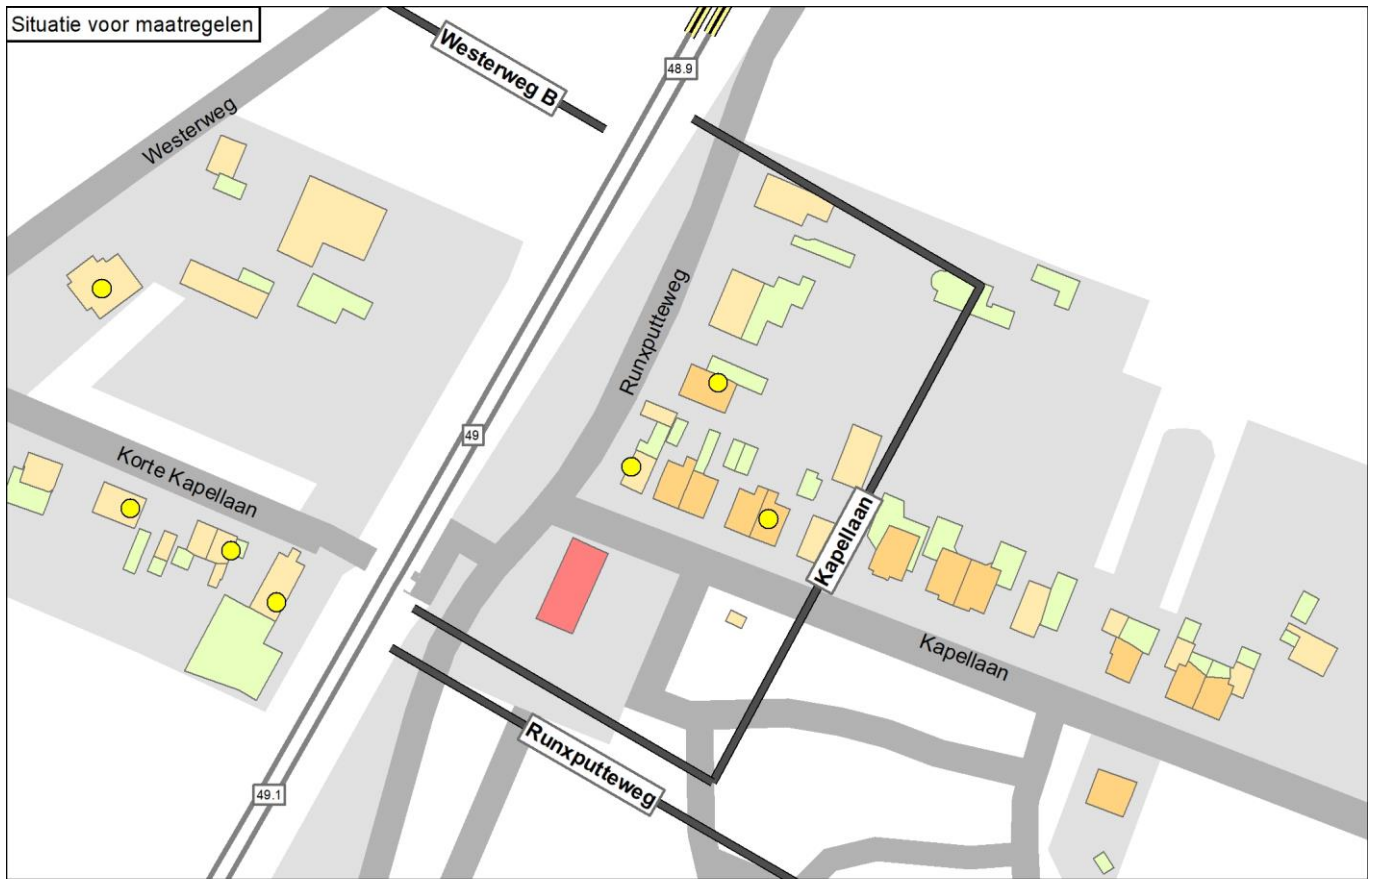 Situatie voor maatregelen
Westerweg B
48.9
Westerweg
Runxputteweg
49
Korte Kapellaan
Kapellaan
Kapellaan
Runxputteweg
49.1